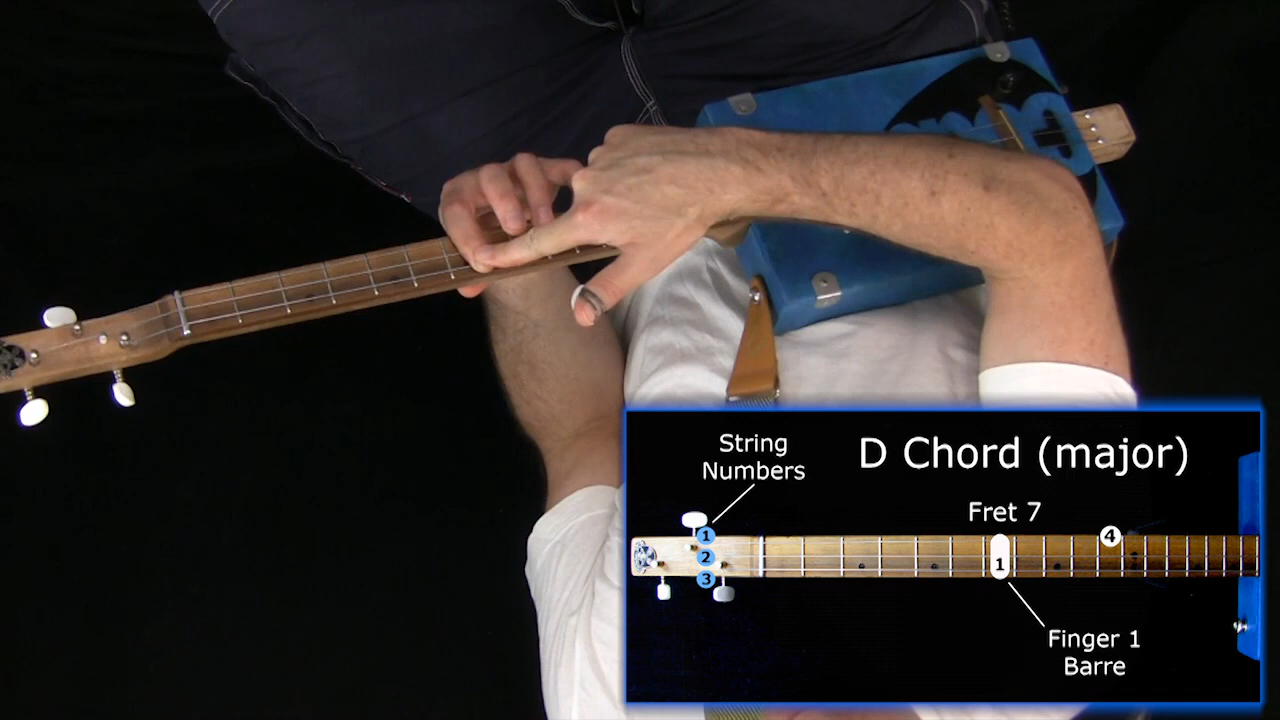 D Chord (major)
String
Numbers
Fret 7
1
2
3
4
1
Finger 1
Barre